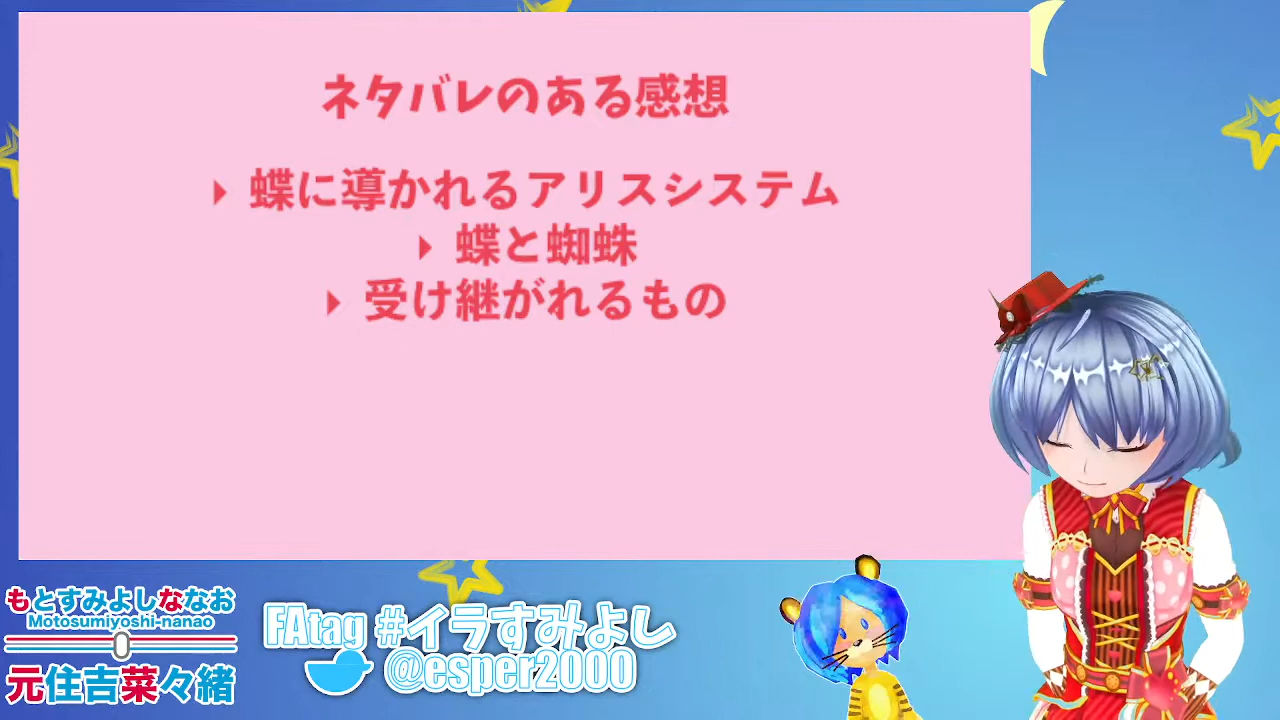 ネタバレのある感想
蝶に導かれるアリスシステム
蝶と蜘蛛
受け継がれるもの
もとすみよしななお
Motosumiyoshi-nanao
元住吉菜々緒
FAtag #イラすみよし
@esper2000